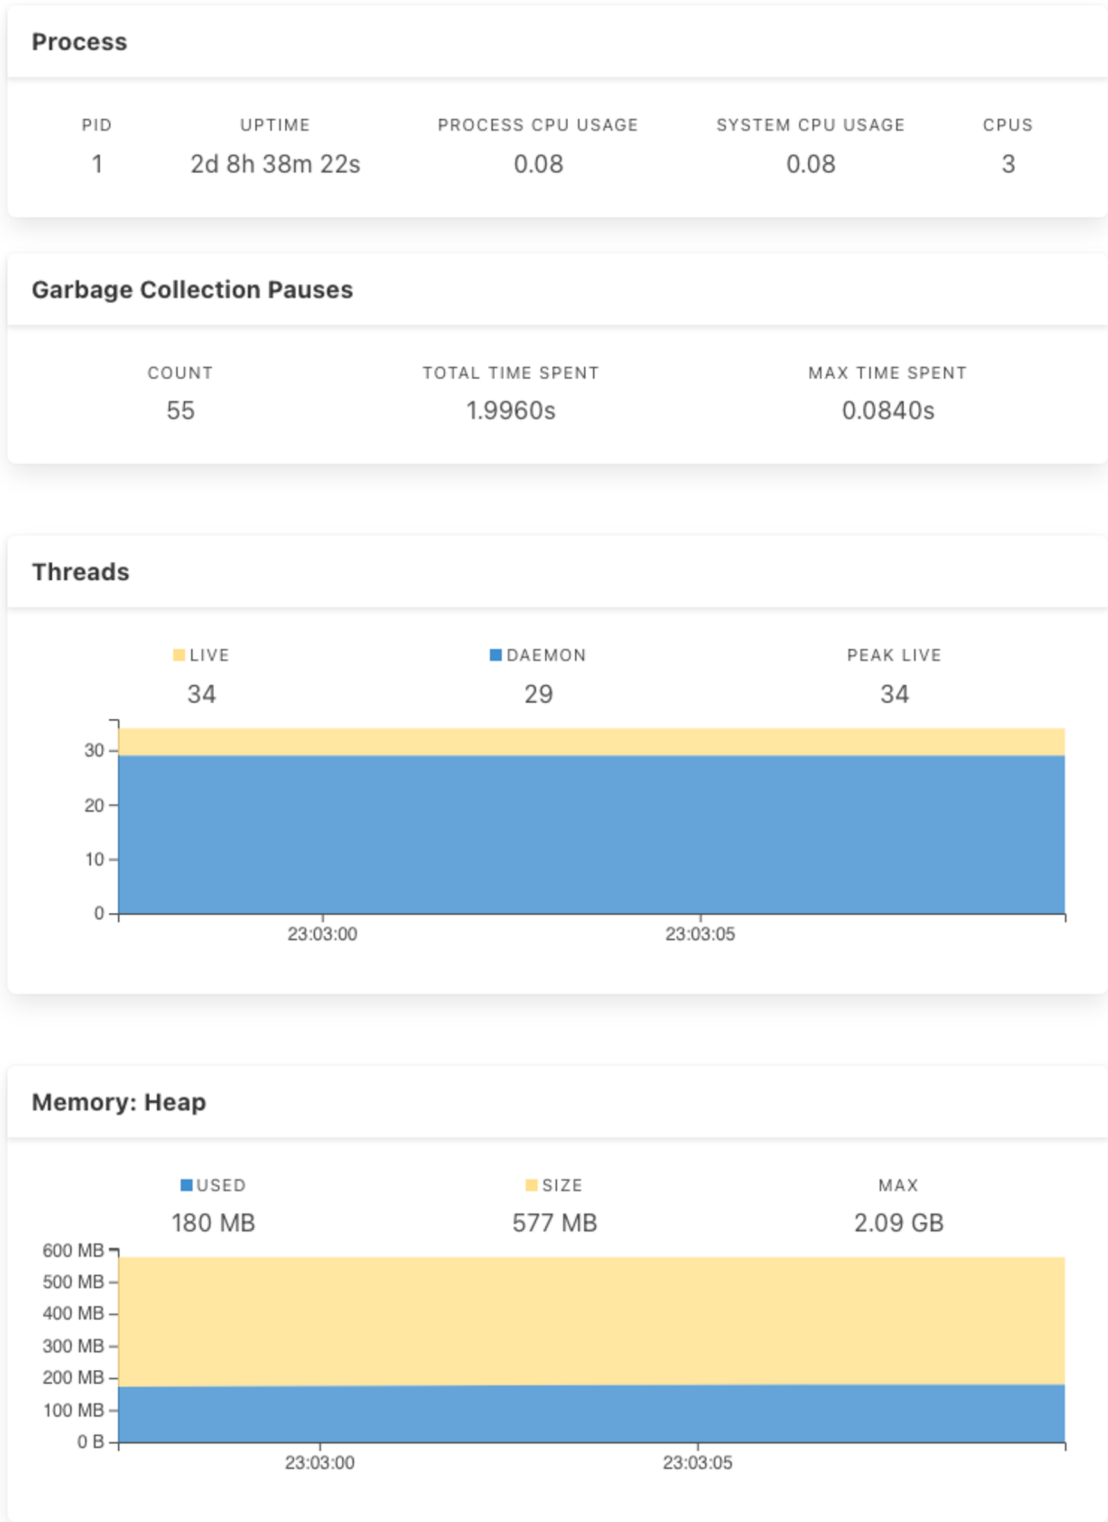 Process
PID UPTIME PROCESS CPU USAGE SYSTEM CPU USAGE CPUS
1 2d 8h 38m 22s 0.08 0.08 3
Garbage Collection Pauses
COUNT TOTAL TIME SPENT MAX TIME SPENT
55 1.9960s 0.0840s
Threads
LIVE DAEMON PEAK LIVE
34 29 34
30
20
10
0
23:03:00 23:03:05
Memory: Heap
USED SIZE MAX
180 MB 577 MB 2.09 GB
600 MB
500 MB
400 MB
300 MB
200 MB
100 MB
0 B
23:03:00 23:03:05